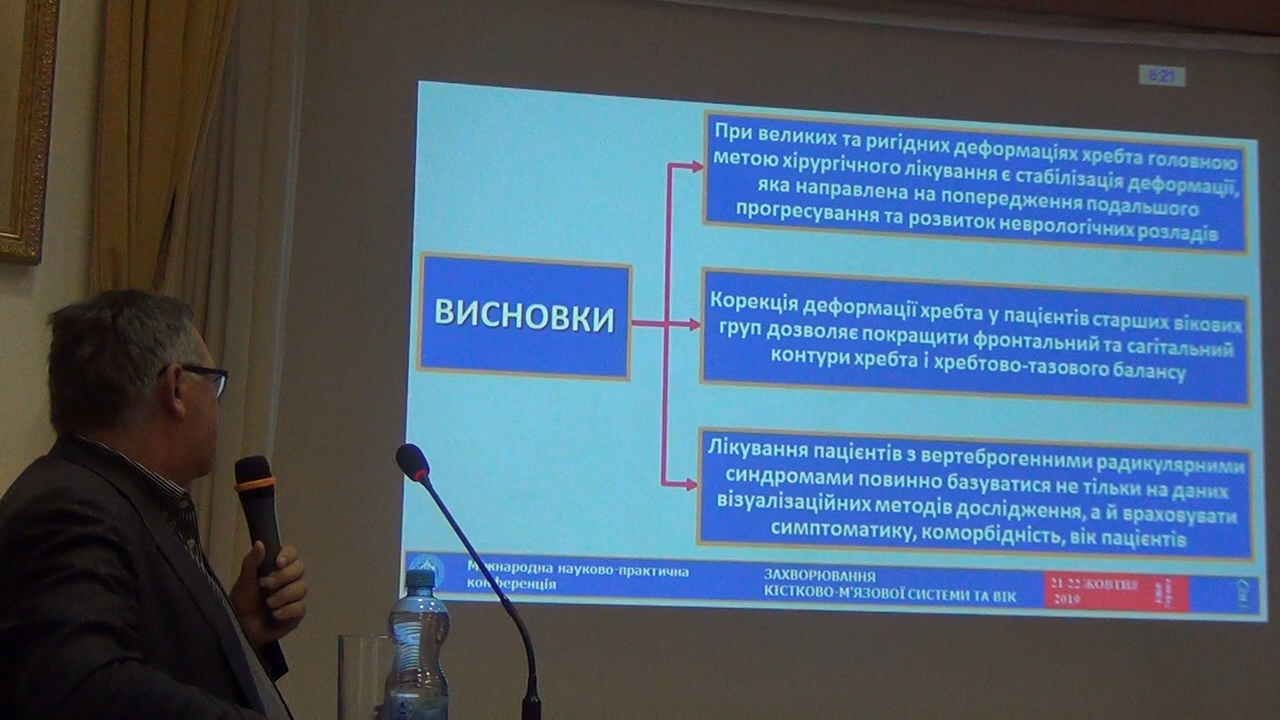 8:21
При великих та ригідних деформаціях хребта головною
метою хірургічного лікування є стабілізація деформації,
яка направлена на попередження подальшого
прогресування та розвиток неврологічних розладів
ВИСНОВКИ
Корекція деформації хребта у пацієнтів старших вікових
груп дозволяє покращити фронтальний та сагітальний
контури хребта і хребтово-тазового балансу
Лікування пацієнтів з вертеброгенними радикулярними
синдромами повинно базуватися не тільки на даних
візуалізаційних методів дослідження, а й враховувати
симптоматику, коморбідність, вік пацієнтів
Міжнародна науково-практична
конференція
ЗАХВОРЮВАННЯ
КІСТКОВО-М'ЯЗОВОЇ СИСТЕМИ ТА ВІК
21-22 ЖОВТНЯ
2019